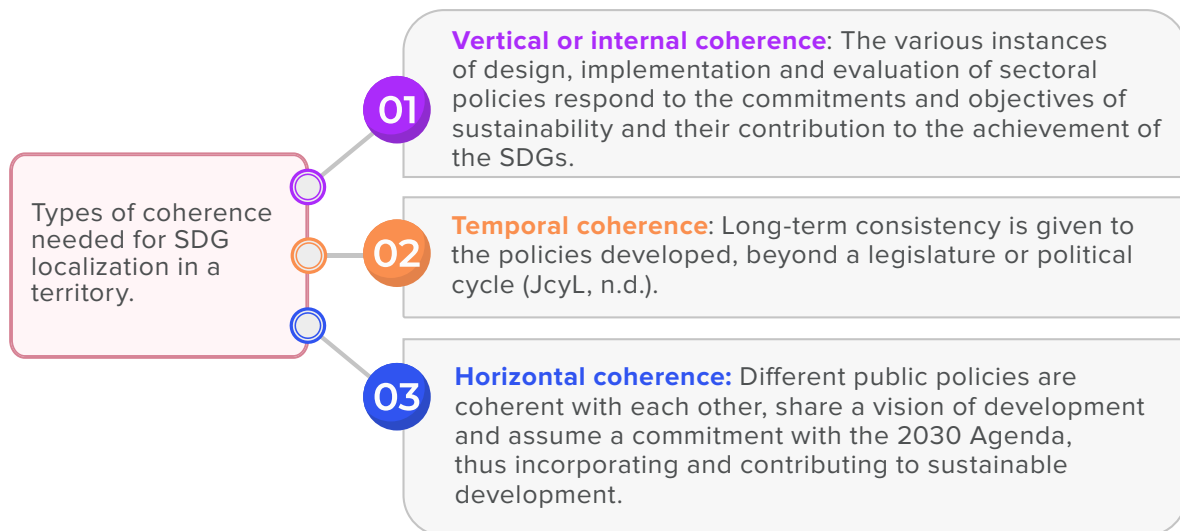 Types of coherence
needed for SDG
localization in a
territory.
01
Vertical or internal coherence: The various instances
of design, implementation and evaluation of sectoral
policies respond to the commitments and objectives of
sustainability and their contribution to the achievement of
the SDGs.
02
Temporal coherence: Long-term consistency is given to
the policies developed, beyond a legislature or political
cycle (JcyL, n.d.).
03
Horizontal coherence: Different public policies are
coherent with each other, share a vision of development
and assume a commitment with the 2030 Agenda,
thus incorporating and contributing to sustainable
development.